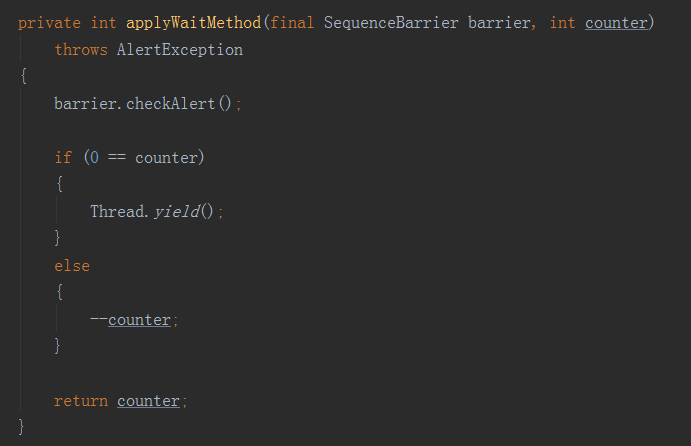 private int applyWaitMethod(final SequenceBarrier barrier, int counter)
    throws AlertException
{
    barrier.checkAlert();

    if (0 == counter)
    {
        Thread.yield();
    }
    else
    {
        --counter;
    }

    return counter;
}